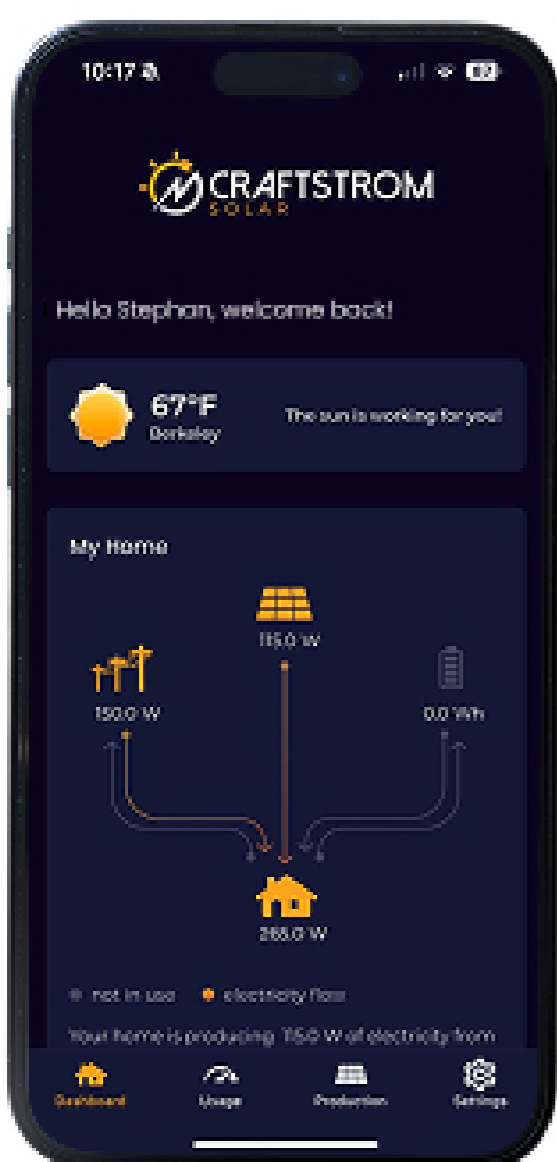 10:17
CRAFTSTROM
SOLAR
Hello Stephan, welcome back!
67°F
Berkeley
The sun is working for you!
My Home
115.0 W
150.0 W
0.0 Wh
265.0 W
not in use
electricity flow
Your home is producing 115.0 W of electricity from
Dashboard
Usage
Production
Settings